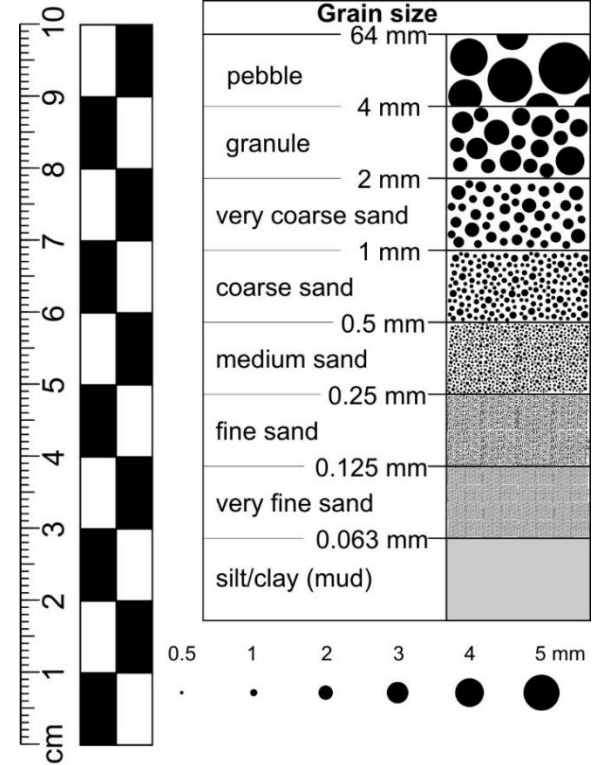 Grain size
64 mm
pebble
4 mm
granule
2 mm
very coarse sand
1 mm
coarse sand
0.5 mm
medium sand
0.25 mm
fine sand
0.125 mm
very fine sand
0.063 mm
silt/clay (mud)
0.5 1 2 3 4 5 mm
10
9
8
7
6
5
4
3
2
1
cm